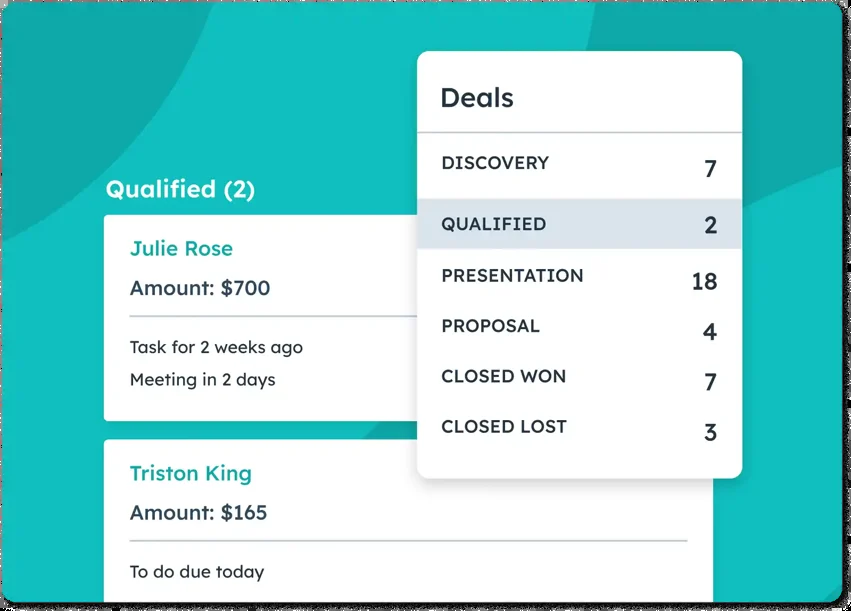 Qualified (2)
Julie Rose
Amount: $700
Task for 2 weeks ago
Meeting in 2 days
Triston King
Amount: $165
To do due today
Deals
DISCOVERY 7
QUALIFIED 2
PRESENTATION 18
PROPOSAL 4
CLOSED WON 7
CLOSED LOST 3